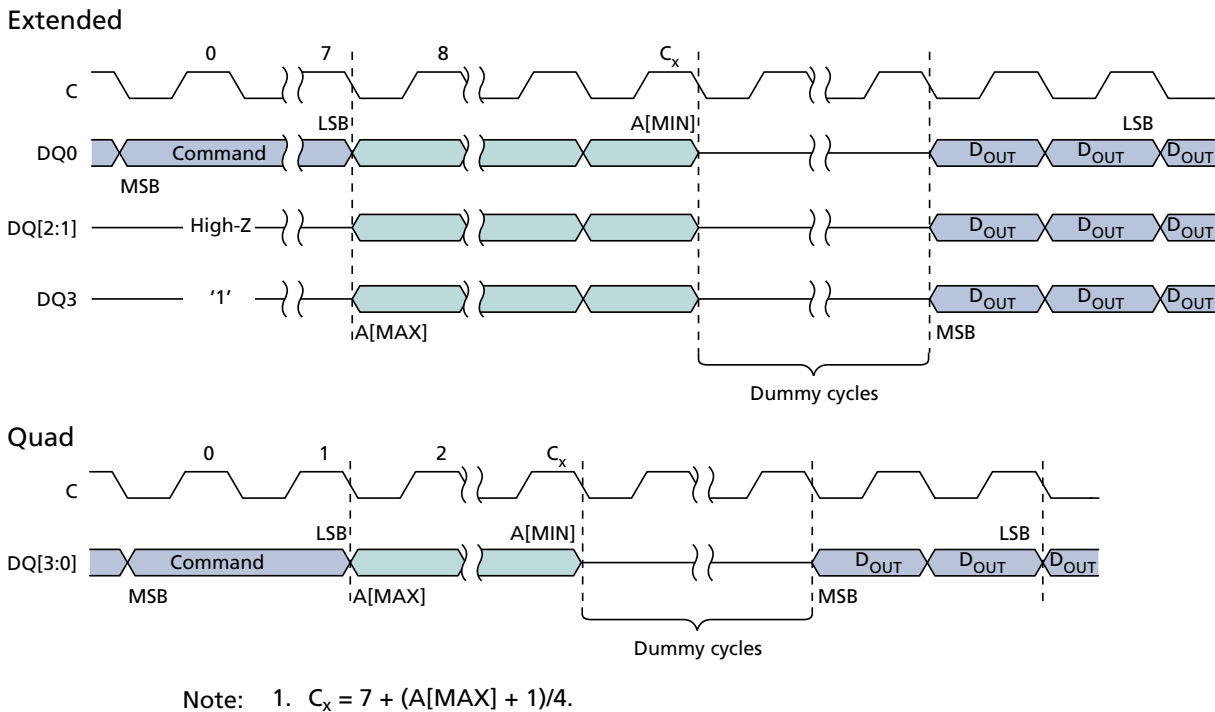 Extended
0 7 8 Cx
C
LSB A[MIN] LSB
DQ0 Command DOUT DOUT DOUT
MSB
DQ[2:1] High-Z DOUT DOUT DOUT
DQ3 ‘1’ DOUT DOUT DOUT
A[MAX] MSB
Dummy cycles
Quad
0 1 2 Cx
C
LSB A[MIN] LSB
DQ[3:0] Command DOUT DOUT DOUT
MSB A[MAX] MSB
Dummy cycles
Note: 1. Cx = 7 + (A[MAX] + 1)/4.